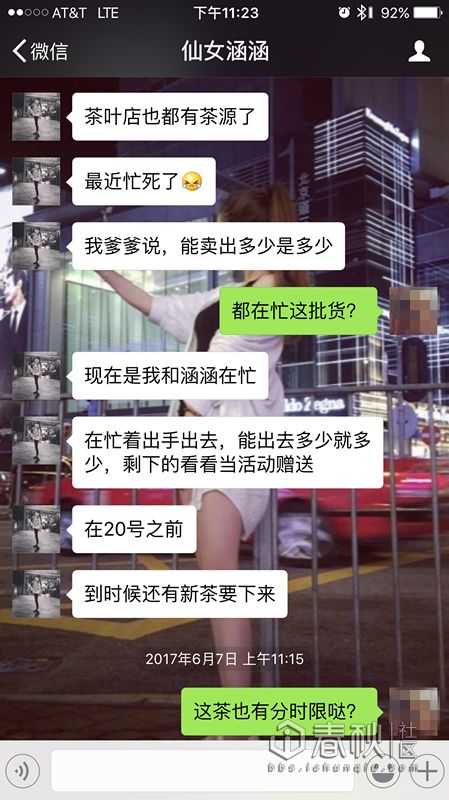 AT&T LTE 下午11:23 92%
微信 仙女涵涵
茶叶店也都有茶源了
最近忙死了😭
我爹爹说，能卖出多少是多少
都在忙这批货？
现在是我和涵涵在忙
在忙着出手出去，能出去多少就多
少，剩下的看看当活动赠送
在20号之前
到时候还有新茶要下来
2017年6月7日 上午11:15
这茶也有分时限哒？
春秋社区
bbs.ichunqiu.com